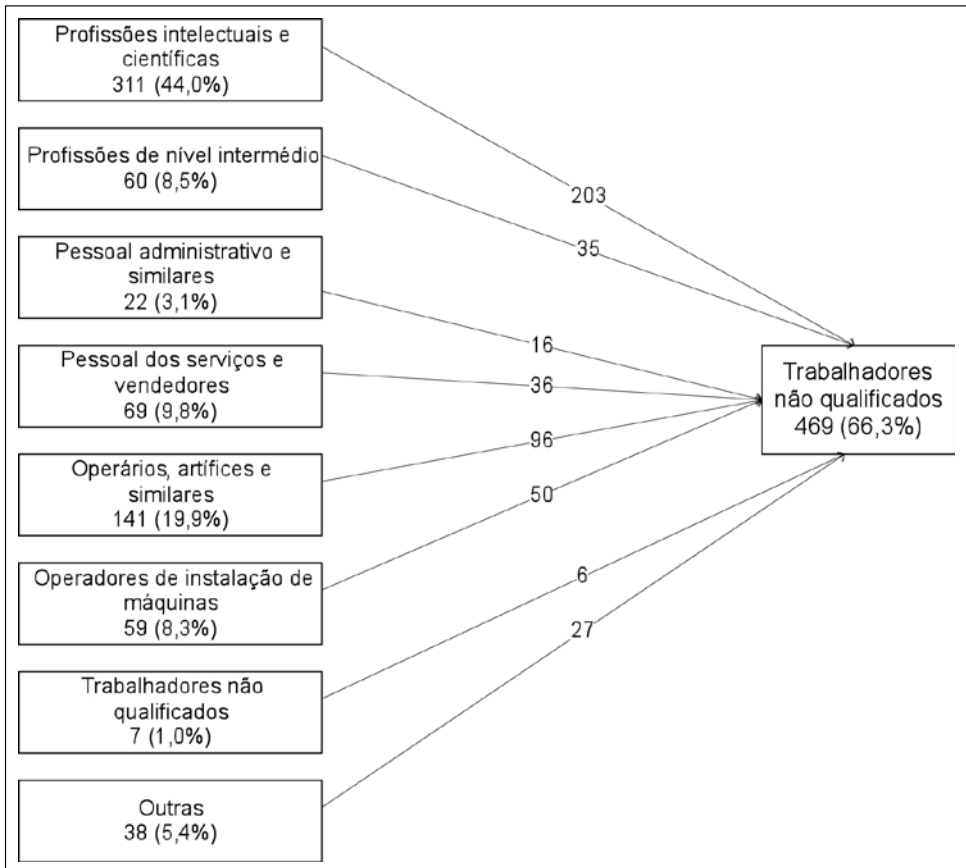 Profissões intelectuais e
científicas
311 (44,0%)
Profissões de nível intermédio
60 (8,5%)
Pessoal administrativo e
similares
22 (3,1%)
Pessoal dos serviços e
vendedores
69 (9,8%)
Operários, artífices e
similares
141 (19,9%)
Operadores de instalação de
máquinas
59 (8,3%)
Trabalhadores não
qualificados
7 (1,0%)
Outras
38 (5,4%)
203
35
16
36
96
50
6
27
Trabalhadores
não qualificados
469 (66,3%)